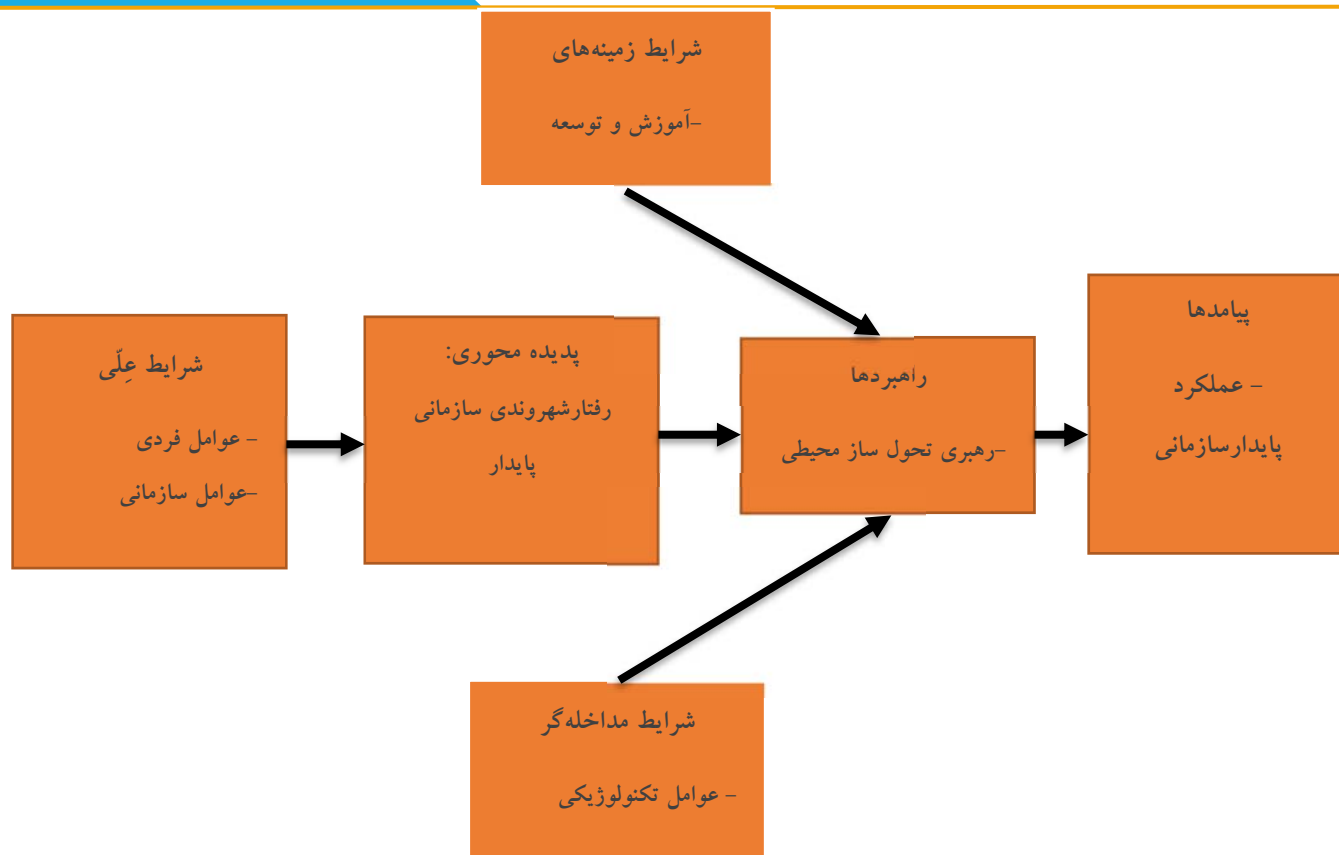 شرایط زمینه‌های
-آموزش و توسعه
شرایط عِلّی
- عوامل فردی
-عوامل سازمانی
پدیده محوری:
رفتارشهروندی سازمانی
پایدار
راهبردها
-رهبری تحول ساز محیطی
پیامدها
- عملکرد
پایدارسازمانی
شرایط مداخله‌گر
- عوامل تکنولوژیکی